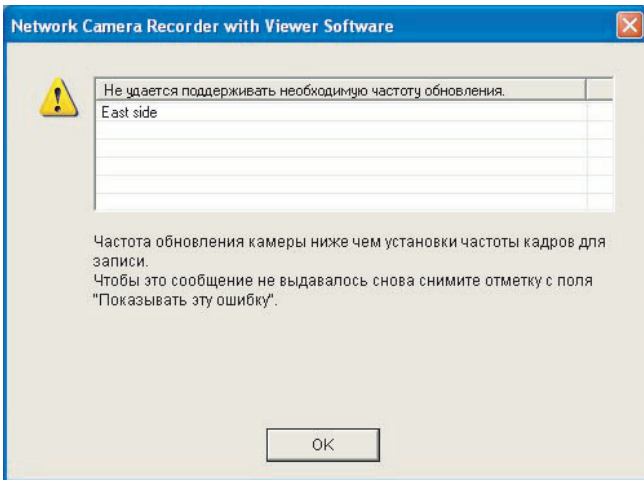 Network Camera Recorder with Viewer Software
Не удается поддерживать необходимую частоту обновления.
East side
Частота обновления камеры ниже чем установки частоты кадров для
записи.
Чтобы это сообщение не выдавалось снова снимите отметку с поля
"Показывать эту ошибку".
OK